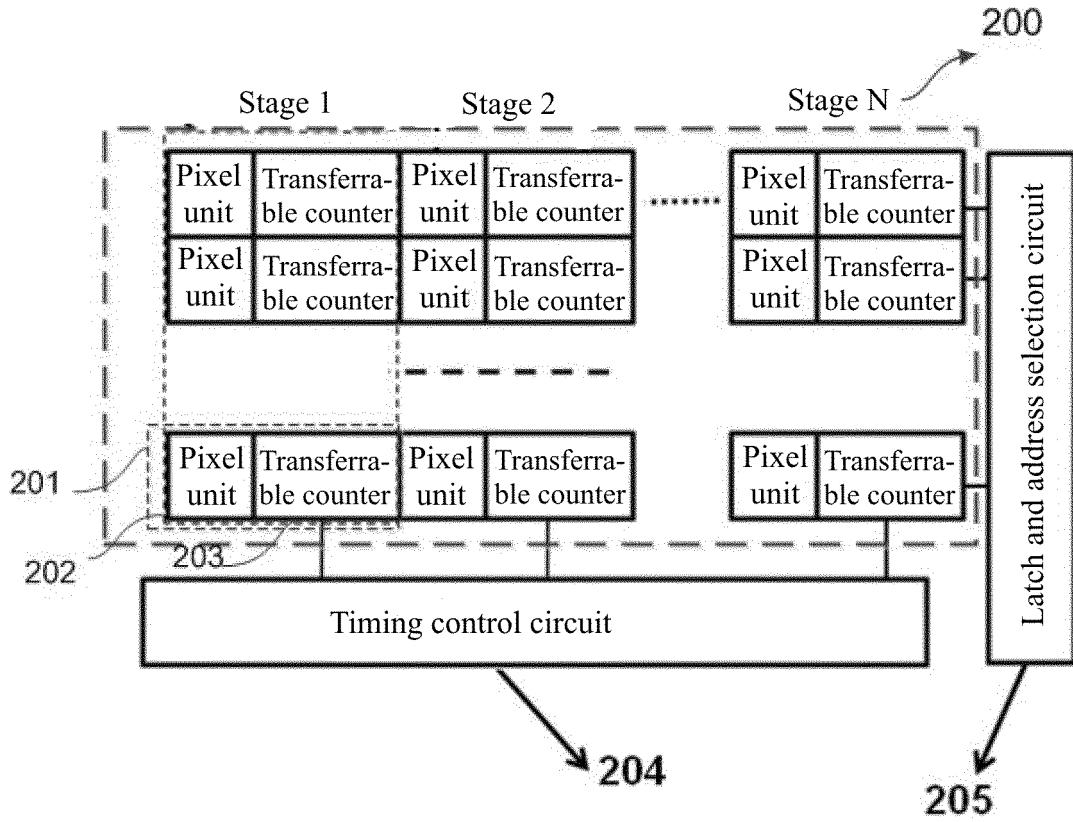 200
Stage 1 Stage 2 Stage N
Pixel Transferra- Pixel Transferra- Pixel Transferra-
unit ble counter unit ble counter unit ble counter
Pixel Transferra- Pixel Transferra- Pixel Transferra-
unit ble counter unit ble counter unit ble counter
Latch and address selection circuit
Pixel Transferra- Pixel Transferra- Pixel Transferra-
unit ble counter unit ble counter unit ble counter
201
202
203
Timing control circuit
204
205